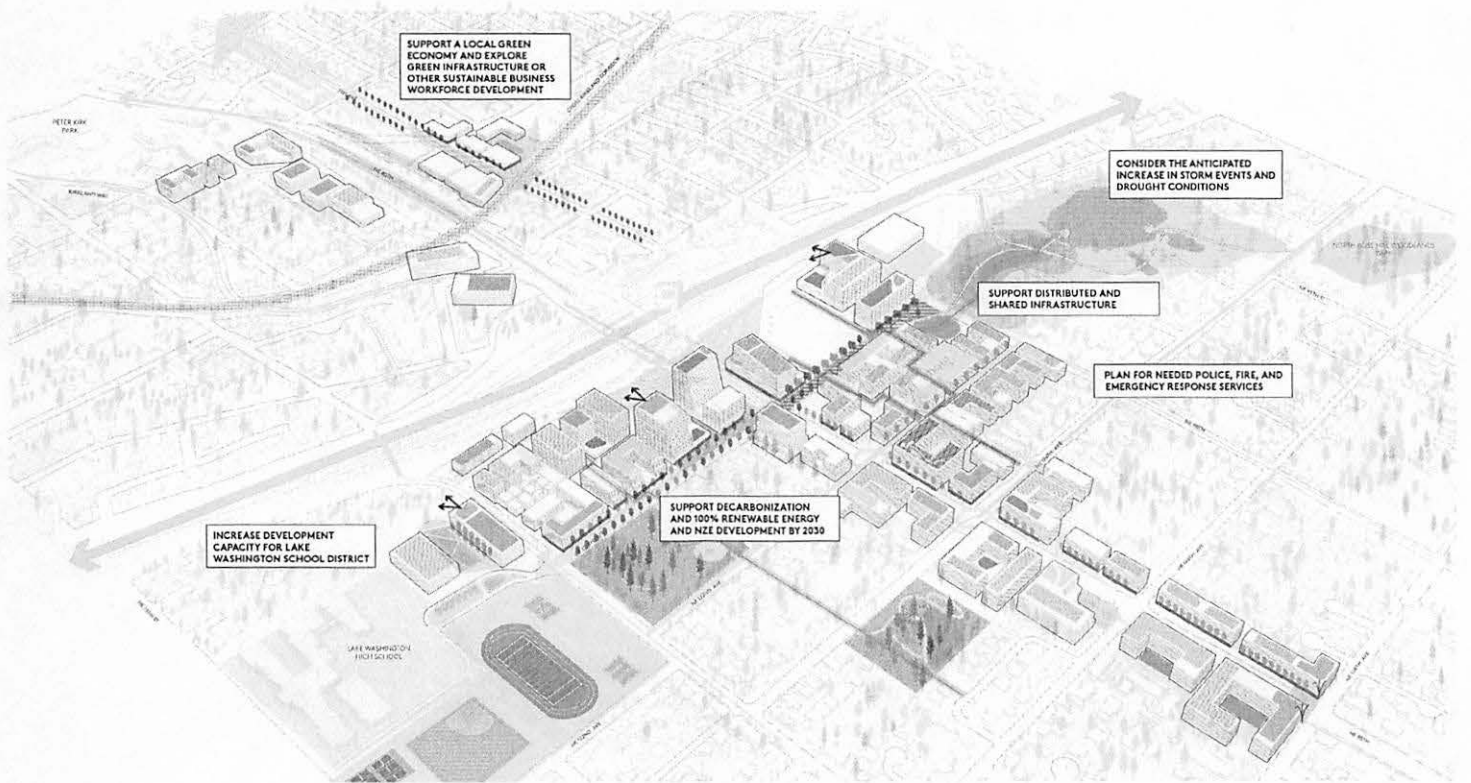 SUPPORT A LOCAL GREEN
ECONOMY AND EXPLORE
GREEN INFRASTRUCTURE OR
OTHER SUSTAINABLE BUSINESS
WORKFORCE DEVELOPMENT
PETER KIRK
PARK
CONSIDER THE ANTICIPATED
INCREASE IN STORM EVENTS AND
DROUGHT CONDITIONS
SUPPORT DISTRIBUTED AND
SHARED INFRASTRUCTURE
PLAN FOR NEEDED POLICE, FIRE, AND
EMERGENCY RESPONSE SERVICES
SUPPORT DECARBONIZATION
AND 100% RENEWABLE ENERGY
AND NZE DEVELOPMENT BY 2030
INCREASE DEVELOPMENT
CAPACITY FOR LAKE
WASHINGTON SCHOOL DISTRICT
LAKE WASHINGTON
HIGH SCHOOL